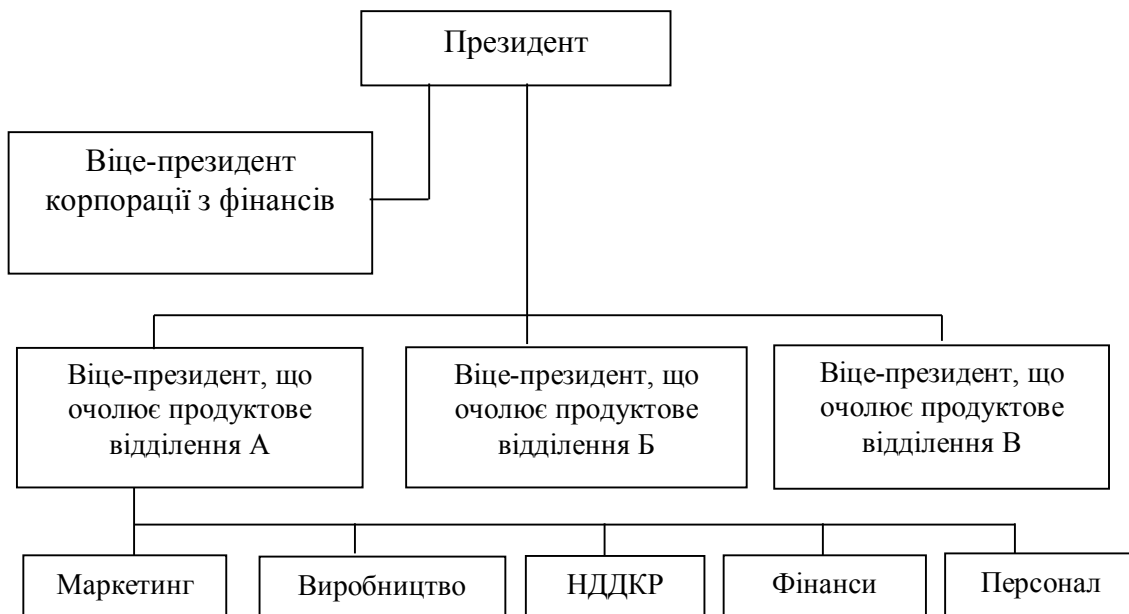 Президент
Віце-президент
корпорації з фінансів
Віце-президент, що
очолює продуктове
відділення А
Віце-президент, що
очолює продуктове
відділення Б
Віце-президент, що
очолює продуктове
відділення В
Маркетинг
Виробництво
НДДКР
Фінанси
Персонал